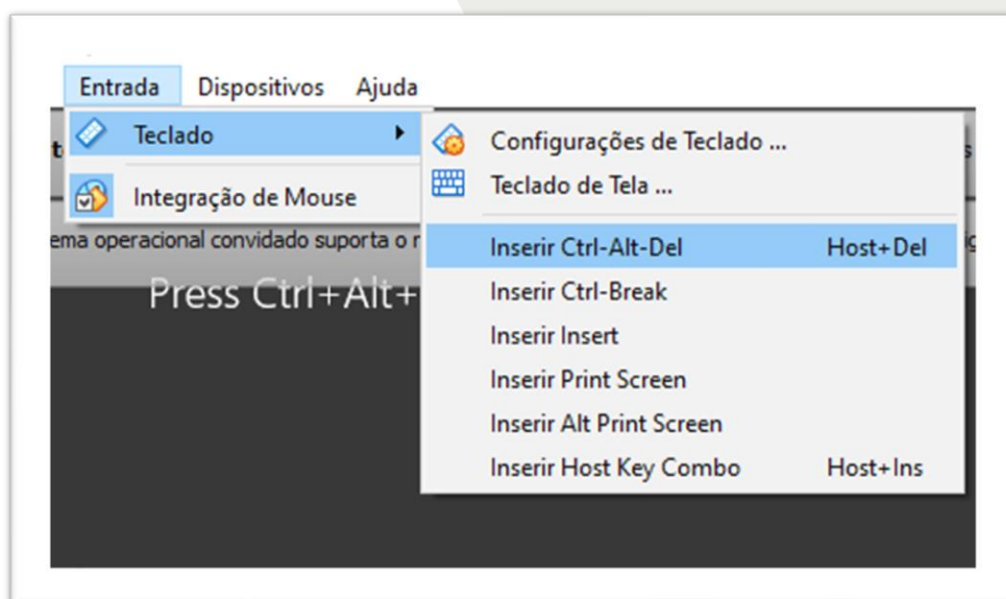 Entrada Dispositivos Ajuda
Teclado
Integração de Mouse
Configurações de Teclado ...
Teclado de Tela ...
Inserir Ctrl-Alt-Del Host+Del
Inserir Ctrl-Break
Inserir Insert
Inserir Print Screen
Inserir Alt Print Screen
Inserir Host Key Combo Host+Ins
operacional convidado suporta o
Press Ctrl+Alt+